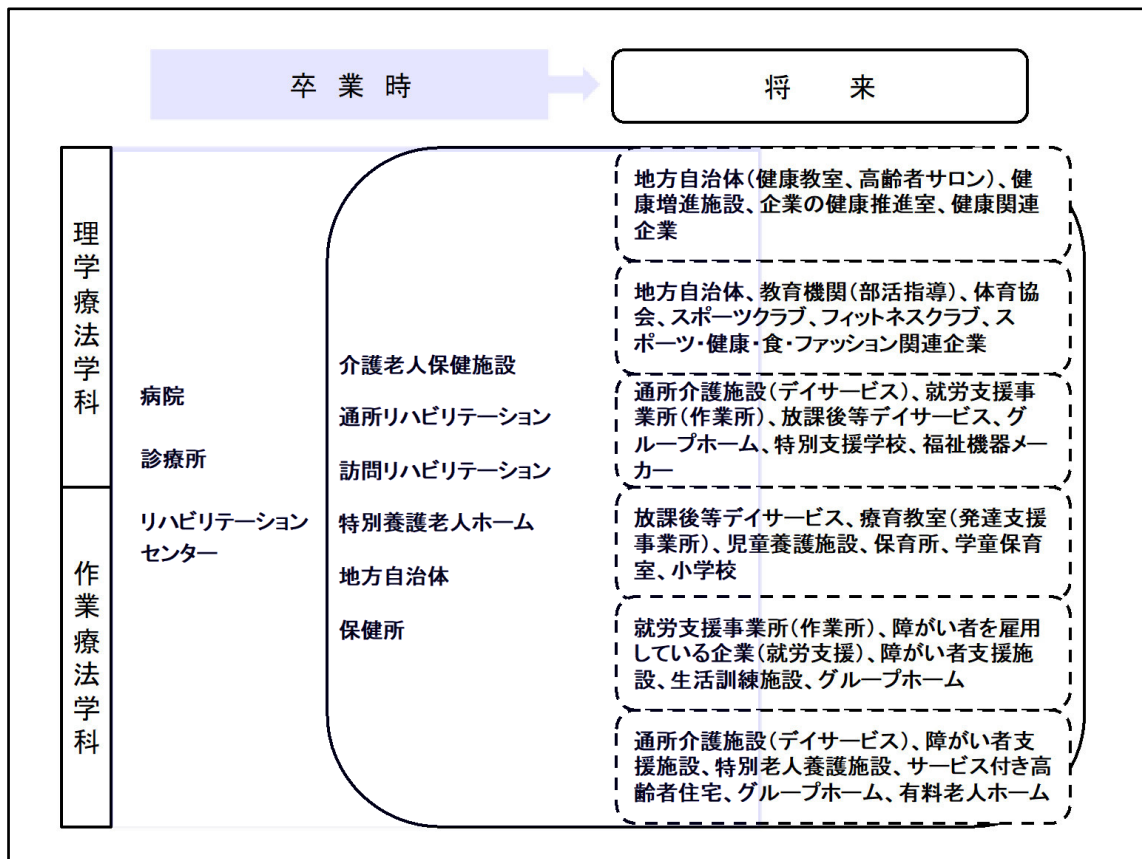 卒業時
将来
理学療法学科
作業療法学科
病院
診療所
リハビリテーション
センター
介護老人保健施設
通所リハビリテーション
訪問リハビリテーション
特別養護老人ホーム
地方自治体
保健所
地方自治体(健康教室、高齢者サロン)、健
康増進施設、企業の健康推進室、健康関連
企業
地方自治体、教育機関(部活指導)、体育協
会、スポーツクラブ、フィットネスクラブ、ス
ポーツ・健康・食・ファッション関連企業
通所介護施設(デイサービス)、就労支援事
業所(作業所)、放課後等デイサービス、グ
ループホーム、特別支援学校、福祉機器メー
カー
放課後等デイサービス、療育教室(発達支援
事業所)、児童養護施設、保育所、学童保育
室、小学校
就労支援事業所(作業所)、障がい者を雇用
している企業(就労支援)、障がい者支援施
設、生活訓練施設、グループホーム
通所介護施設(デイサービス)、障がい者支
援施設、特別老人養護施設、サービス付き高
齢者住宅、グループホーム、有料老人ホーム